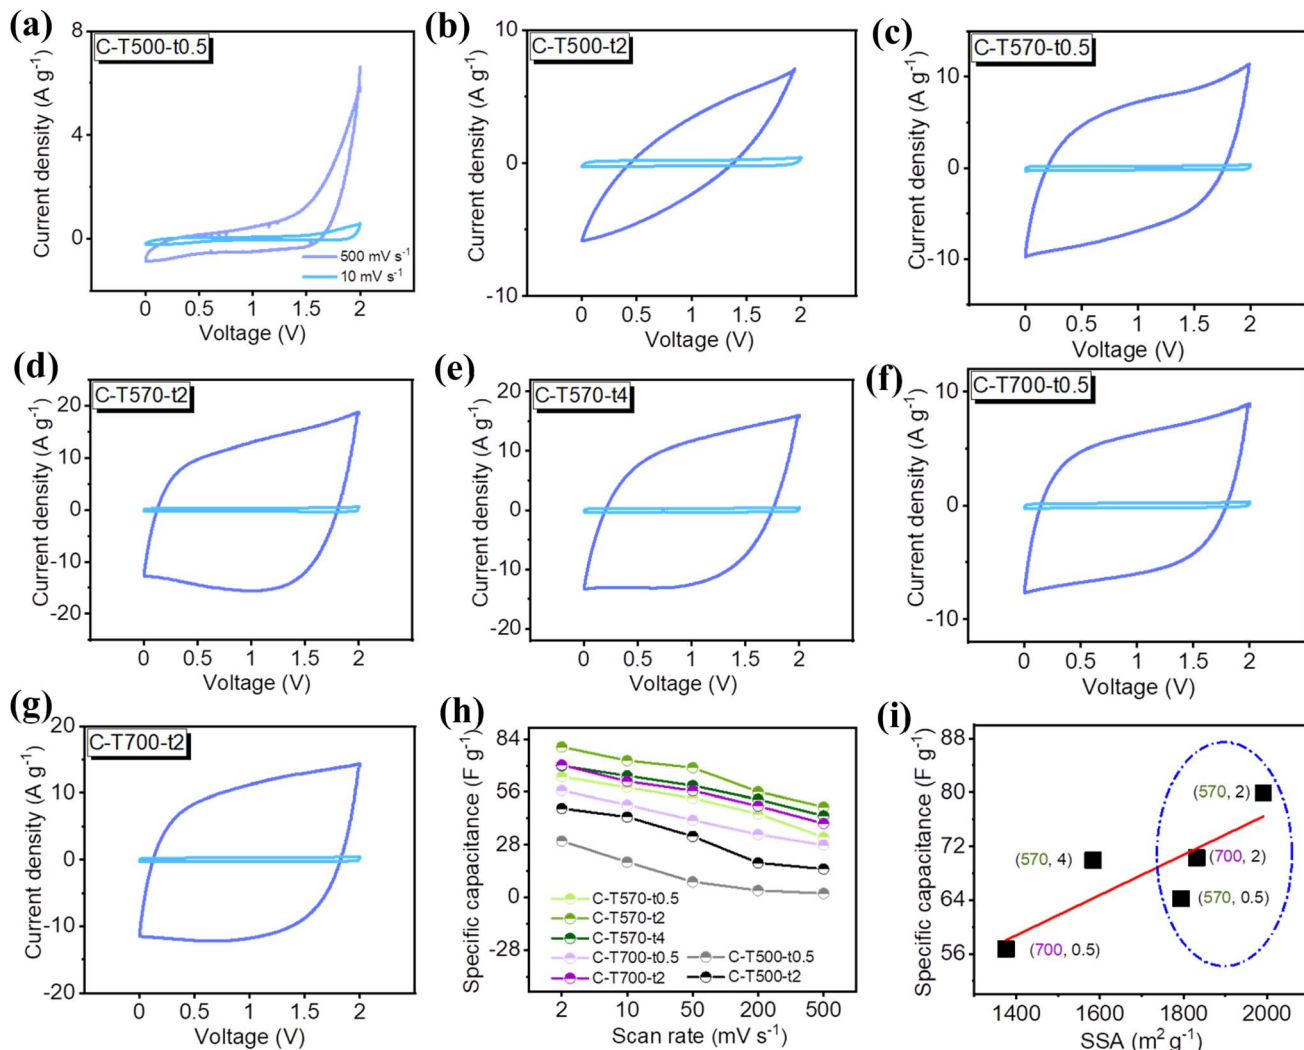 (a)
C-T500-t0.5
8
4
0
Current density (A g⁻¹)
500 mV s⁻¹
10 mV s⁻¹
0 0.5 1 1.5 2
Voltage (V)
(b)
C-T500-t2
10
0
-10
Current density (A g⁻¹)
0 0.5 1 1.5 2
Voltage (V)
(c)
C-T570-t0.5
10
0
-10
Current density (A g⁻¹)
0 0.5 1 1.5 2
Voltage (V)
(d)
C-T570-t2
20
10
0
-10
-20
Current density (A g⁻¹)
0 0.5 1 1.5 2
Voltage (V)
(e)
C-T570-t4
20
10
0
-10
-20
Current density (A g⁻¹)
0 0.5 1 1.5 2
Voltage (V)
(f)
C-T700-t0.5
10
0
-10
Current density (A g⁻¹)
0 0.5 1 1.5 2
Voltage (V)
(g)
C-T700-t2
20
10
0
-10
-20
Current density (A g⁻¹)
0 0.5 1 1.5 2
Voltage (V)
(h)
84
56
28
0
-28
Specific capacitance (F g⁻¹)
C-T570-t0.5
C-T570-t2
C-T570-t4
C-T700-t0.5 C-T500-t0.5
C-T700-t2 C-T500-t2
2 10 50 200 500
Scan rate (mV s⁻¹)
(i)
88
80
72
64
56
Specific capacitance (F g⁻¹)
(570, 2)
(570, 4)
(700, 2)
(570, 0.5)
(700, 0.5)
1400 1600 1800 2000
SSA (m² g⁻¹)